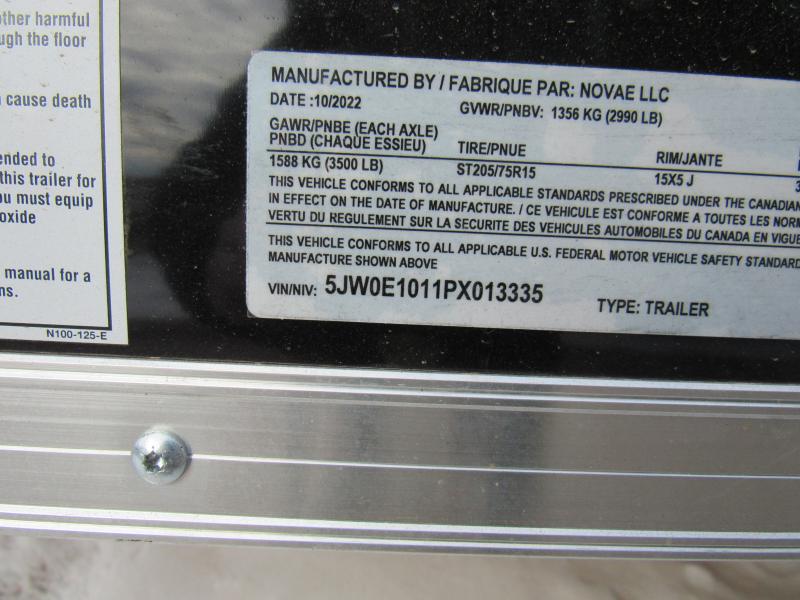 other harmful
ugh the floor
cause death
ended to
this trailer for
u must equip
oxide
manual for a
ns.
N100-125-E
MANUFACTURED BY / FABRIQUE PAR: NOVAE LLC
DATE :10/2022
GVWR/PNBV: 1356 KG (2990 LB)
GAWR/PNBE (EACH AXLE)
PNBD (CHAQUE ESSIEU)
TIRE/PNUE
RIM/JANTE
1588 KG (3500 LB)
ST205/75R15
15X5 J
THIS VEHICLE CONFORMS TO ALL APPLICABLE STANDARDS PRESCRIBED UNDER THE CANADIAN
IN EFFECT ON THE DATE OF MANUFACTURE. / CE VEHICULE EST CONFORME A TOUTES LES NORM
VERTU DU REGULEMENT SUR LA SECURITE DES VEHICULES AUTOMOBILES DU CANADA EN VIGUE
THIS VEHICLE CONFORMS TO ALL APPLICABLE U.S. FEDERAL MOTOR VEHICLE SAFETY STANDARD
MANUFACTURE SHOWN ABOVE
VIN/NIV: 5JW0E1011PX013335
TYPE: TRAILER